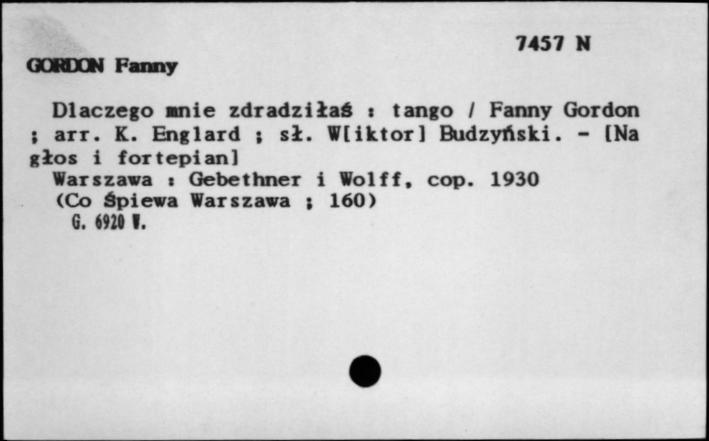 7457 N
GORDON Fanny
Dlaczego mnie zdradziłaś : tango / Fanny Gordon
; arr. K. Englard ; sł. W[iktor] Budzyński. - [Na
głos i fortepian]
Warszawa : Gebethner i Wolff, cop. 1930
(Co Śpiewa Warszawa ; 160)
G. 6920 W.